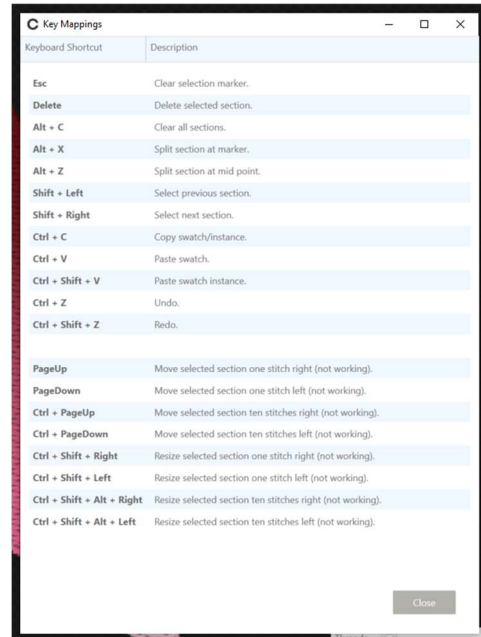 Key Mappings
Keyboard Shortcut Description
Esc Clear selection marker.
Delete Delete selected section.
Alt + C Clear all sections.
Alt + X Split section at marker.
Alt + Z Split section at mid point.
Shift + Left Select previous section.
Shift + Right Select next section.
Ctrl + C Copy swatch/instance.
Ctrl + V Paste swatch.
Ctrl + Shift + V Paste swatch instance.
Ctrl + Z Undo.
Ctrl + Shift + Z Redo.
PageUp Move selected section one stitch right (not working).
PageDown Move selected section one stitch left (not working).
Ctrl + PageUp Move selected section ten stitches right (not working).
Ctrl + PageDown Move selected section ten stitches left (not working).
Ctrl + Shift + Right Resize selected section one stitch right (not working).
Ctrl + Shift + Left Resize selected section one stitch left (not working).
Ctrl + Shift + Alt + Right Resize selected section ten stitches right (not working).
Ctrl + Shift + Alt + Left Resize selected section ten stitches left (not working).
Close